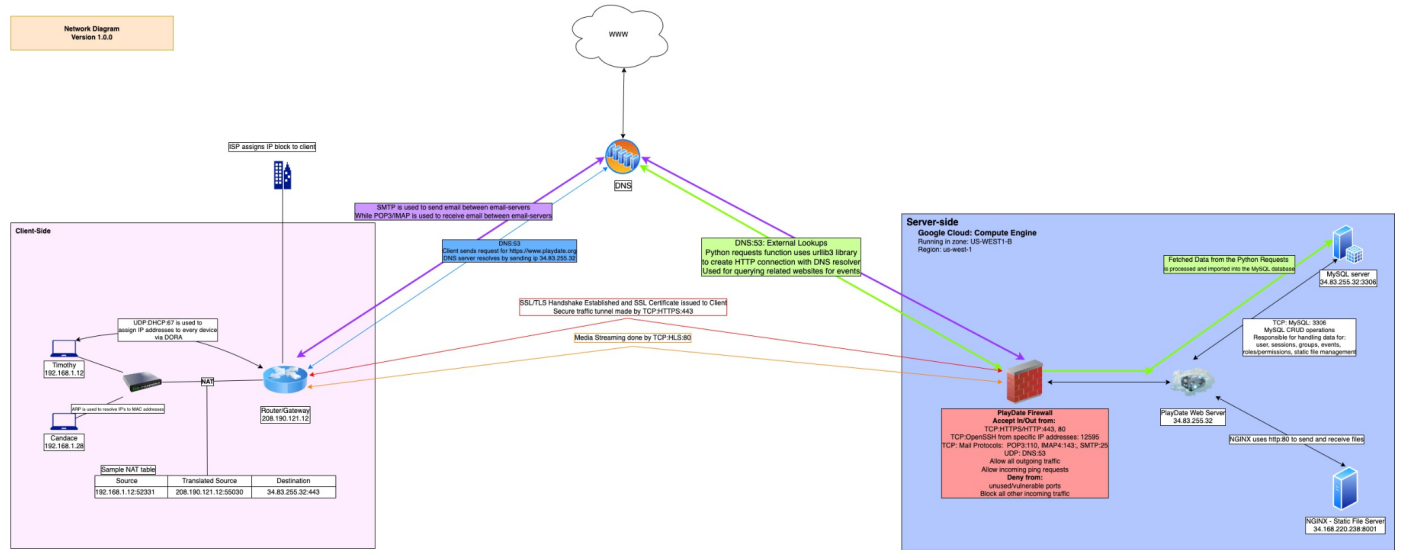 Network Diagram
Version 1.0.0
WWW
ISP assigns IP block to client
DNS
SMTP is used to send email between email-servers
While POP3/IMAP is used to receive email between email-servers
Client-Side
DNS:53
Client sends request for https://www.playdate.org
DNS server resolves by sending ip 34.83.255.32
DNS:53: External Lookups
Python requests function uses urllib3 library
to create HTTP connection with DNS resolver
Used for querying related websites for events
Server-side
Google Cloud: Compute Engine
Running in zone: US-WEST1-B
Region: us-west-1
Fetched Data from the Python Requests
is processed and imported into the MySQL database
MySQL server
34.83.255.32:3306
SSL/TLS Handshake Established and SSL Certificate issued to Client
Secure traffic tunnel made by TCP:HTTPS:443
UDP:DHCP:67 is used to
assign IP addresses to every device
via DORA
Media Streaming done by TCP:HLS:80
TCP: MySQL: 3306
MySQL CRUD operations
Responsible for handling data for:
user, sessions, groups, events,
roles/permissions, static file management
Timothy
192.168.1.12
NAT
ARP is used to resolve IP's to MAC addresses
Router/Gateway
208.190.121.12
Candace
192.168.1.28
PlayDate Firewall
Accept in/Out from:
TCP:HTTPS/HTTP:443, 80
TCP:OpenSSH from specific IP addresses: 12595
TCP: Mail Protocols: POP3:110, IMAP4:143:, SMTP:25
UDP: DNS:53
Allow all outgoing traffic
Allow incoming ping requests
Deny from:
unused/vulnerable ports
Block all other incoming traffic
PlayDate Web Server
34.83.255.32
NGINX uses http:80 to send and receive files
Sample NAT table
Source Translated Source Destination
192.168.1.12:52331 208.190.121.12:55030 34.83.255.32:443
NGINX - Static File Server
34.168.220.238:8001